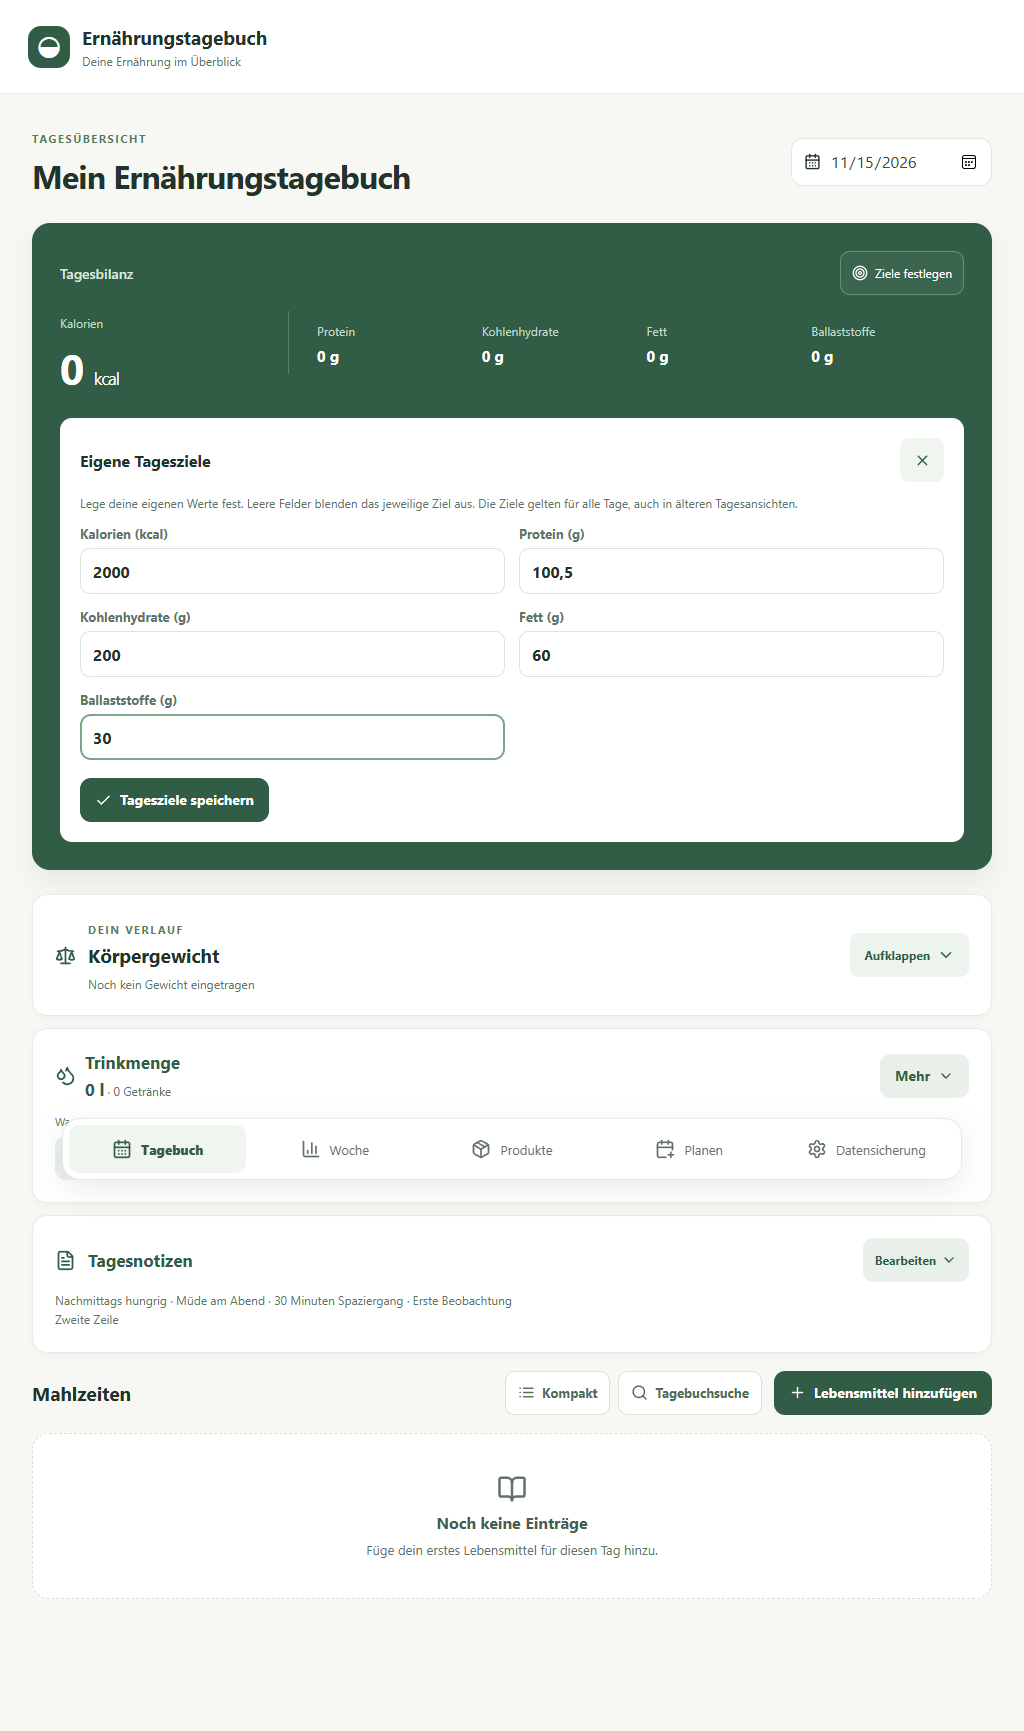 Ernährungstagebuch
Deine Ernährung im Überblick
TAGESÜBERSICHT
Mein Ernährungstagebuch
11/15/2026
Tagesbilanz
Ziele festlegen
Kalorien
0 kcal
Protein
0 g
Kohlenhydrate
0 g
Fett
0 g
Ballaststoffe
0 g
Eigene Tagesziele
Lege deine eigenen Werte fest. Leere Felder blenden das jeweilige Ziel aus. Die Ziele gelten für alle Tage, auch in älteren Tagesansichten.
Kalorien (kcal)
2000
Protein (g)
100,5
Kohlenhydrate (g)
200
Fett (g)
60
Ballaststoffe (g)
30
Tagesziele speichern
DEIN VERLAUF
Körpergewicht
Noch kein Gewicht eingetragen
Aufklappen
Trinkmenge
0 l · 0 Getränke
Mehr
Tagebuch
Woche
Produkte
Planen
Datensicherung
Tagesnotizen
Bearbeiten
Nachmittags hungrig · Müde am Abend · 30 Minuten Spaziergang · Erste Beobachtung
Zweite Zeile
Mahlzeiten
Kompakt
Tagebuchsuche
Lebensmittel hinzufügen
Noch keine Einträge
Füge dein erstes Lebensmittel für diesen Tag hinzu.